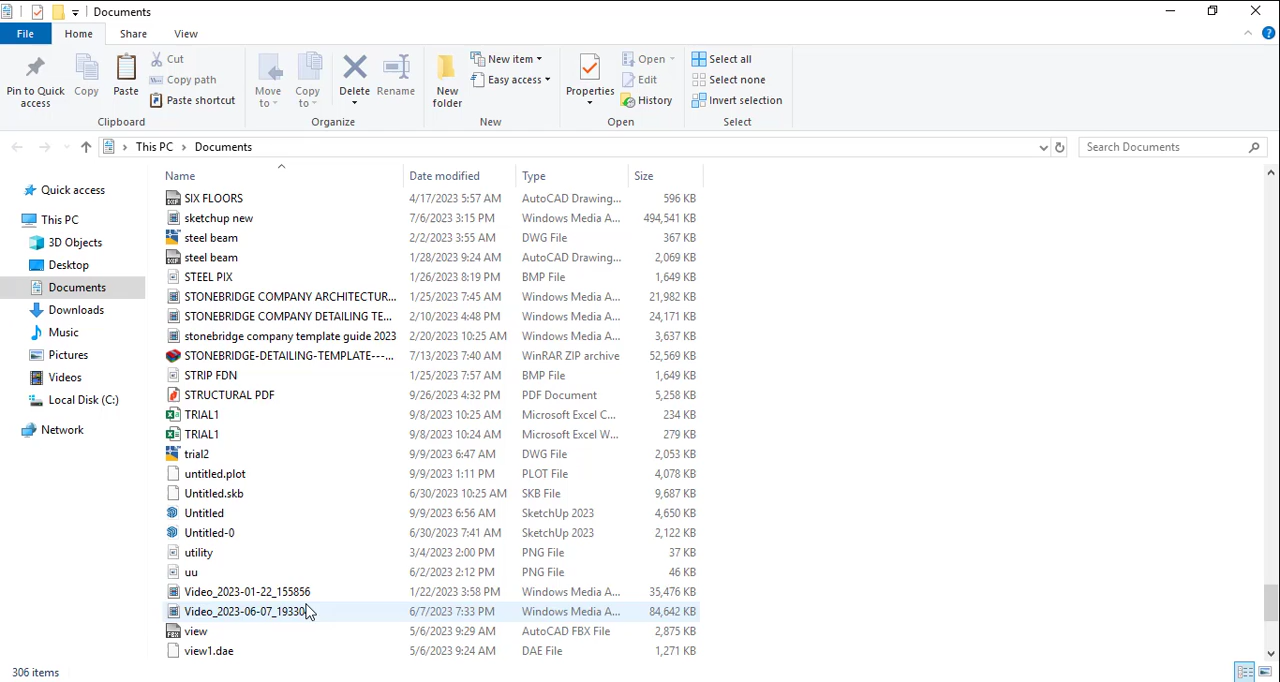 Documents
File Home Share View
Pin to Quick access
Copy
Paste
Cut
Copy path
Paste shortcut
Clipboard
Move to
Copy to
Delete
Rename
Organize
New folder
New item
Easy access
New
Properties
Open
Edit
History
Open
Select all
Select none
Invert selection
Select
This PC Documents
Search Documents
Quick access
This PC
3D Objects
Desktop
Documents
Downloads
Music
Pictures
Videos
Local Disk (C:)
Network
Name Date modified Type Size
SIX FLOORS 4/17/2023 5:57 AM AutoCAD Drawing... 596 KB
sketchup new 7/6/2023 3:15 PM Windows Media A... 494,541 KB
steel beam 2/2/2023 3:55 AM DWG File 367 KB
steel beam 1/28/2023 9:24 AM AutoCAD Drawing... 2,069 KB
STEEL PIX 1/26/2023 8:19 PM BMP File 1,649 KB
STONEBRIDGE COMPANY ARCHITECTUR... 1/25/2023 7:45 AM Windows Media A... 21,982 KB
STONEBRIDGE COMPANY DETAILING TE... 2/10/2023 4:48 PM Windows Media A... 24,171 KB
stonebridge company template guide 2023 2/20/2023 10:25 AM Windows Media A... 3,637 KB
STONEBRIDGE-DETAILING-TEMPLATE---... 7/13/2023 7:40 AM WinRAR ZIP archive 52,569 KB
STRIP FDN 1/25/2023 7:57 AM BMP File 1,649 KB
STRUCTURAL PDF 9/26/2023 4:32 PM PDF Document 5,258 KB
TRIAL1 9/8/2023 10:25 AM Microsoft Excel C... 234 KB
TRIAL1 9/8/2023 10:24 AM Microsoft Excel W... 279 KB
trial2 9/9/2023 6:47 AM DWG File 2,053 KB
untitled.plot 9/9/2023 1:11 PM PLOT File 4,078 KB
Untitled.skb 6/30/2023 10:25 AM SKB File 9,687 KB
Untitled 9/9/2023 6:56 AM SketchUp 2023 4,650 KB
Untitled-0 6/30/2023 7:41 AM SketchUp 2023 2,122 KB
utility 3/4/2023 2:00 PM PNG File 37 KB
uu 6/2/2023 2:12 PM PNG File 46 KB
Video_2023-01-22_155856 1/22/2023 3:58 PM Windows Media A... 35,476 KB
6/7/2023 7:33 PM Windows Media A... 84,642 KB
view 5/6/2023 9:29 AM AutoCAD FBX File 2,875 KB
view1.dae 5/6/2023 9:24 AM DAE File 1,271 KB
306 items